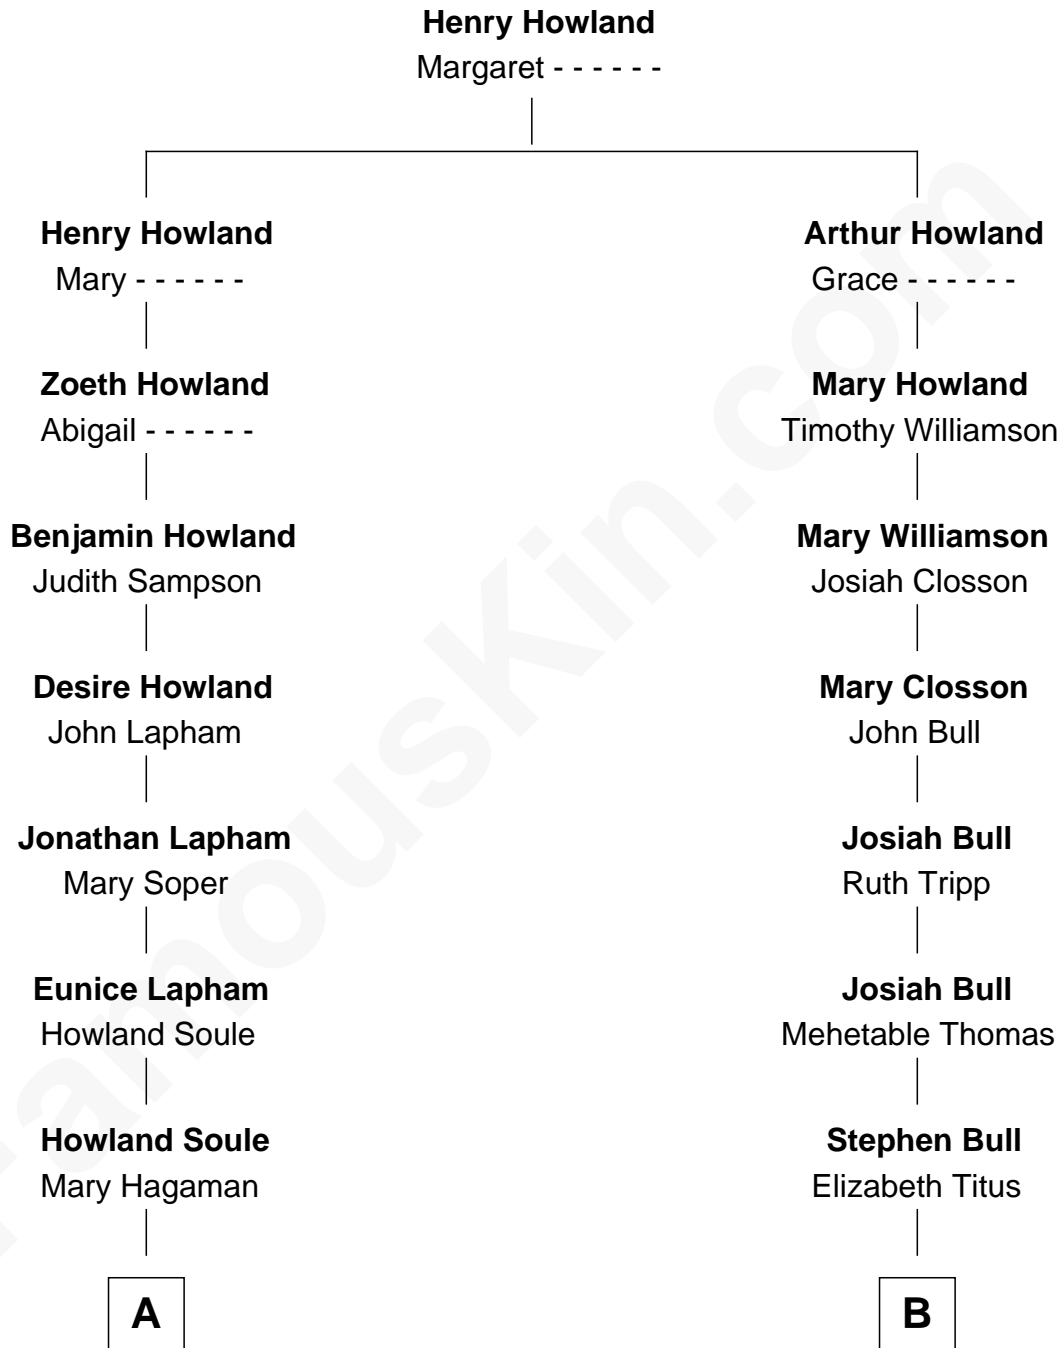 Henry Howland
Margaret - - - - - -
Henry Howland
Mary - - - - - -
Zoeth Howland
Abigail - - - - - -
Benjamin Howland
Judith Sampson
Desire Howland
John Lapham
Jonathan Lapham
Mary Soper
Eunice Lapham
Howland Soule
Howland Soule
Mary Hagaman
A
Arthur Howland
Grace - - - - - -
Mary Howland
Timothy Williamson
Mary Williamson
Josiah Closson
Mary Closson
John Bull
Josiah Bull
Ruth Tripp
Josiah Bull
Mehetable Thomas
Stephen Bull
Elizabeth Titus
B
FamousKin.com